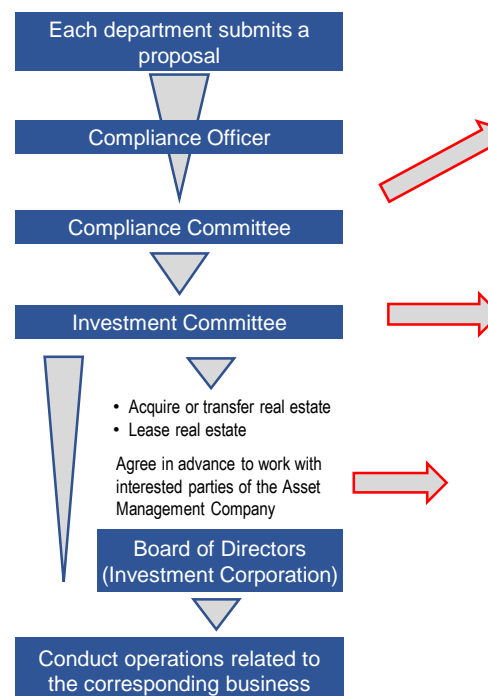 Each department submits a
proposal
Compliance Officer
Compliance Committee
Investment Committee
• Acquire or transfer real estate
• Lease real estate
Agree in advance to work with
interested parties of the Asset
Management Company
Board of Directors
(Investment Corporation)
Conduct operations related to
the corresponding business